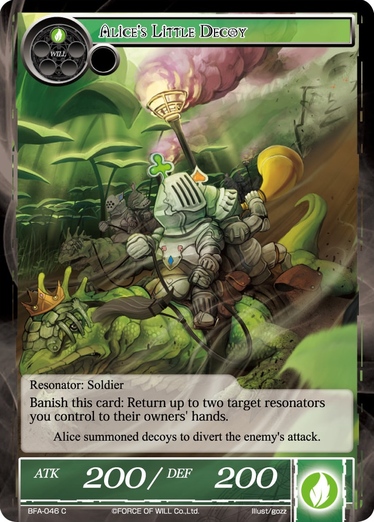 Alice's Little Decoy
WILL
Resonator: Soldier
Banish this card: Return up to two target resonators
you control to their owners' hands.
Alice summoned decoys to divert the enemy's attack.
ATK 200 / DEF 200
BFA-046 C ©FORCE OF WILL Co.,Ltd. Illust/gozz